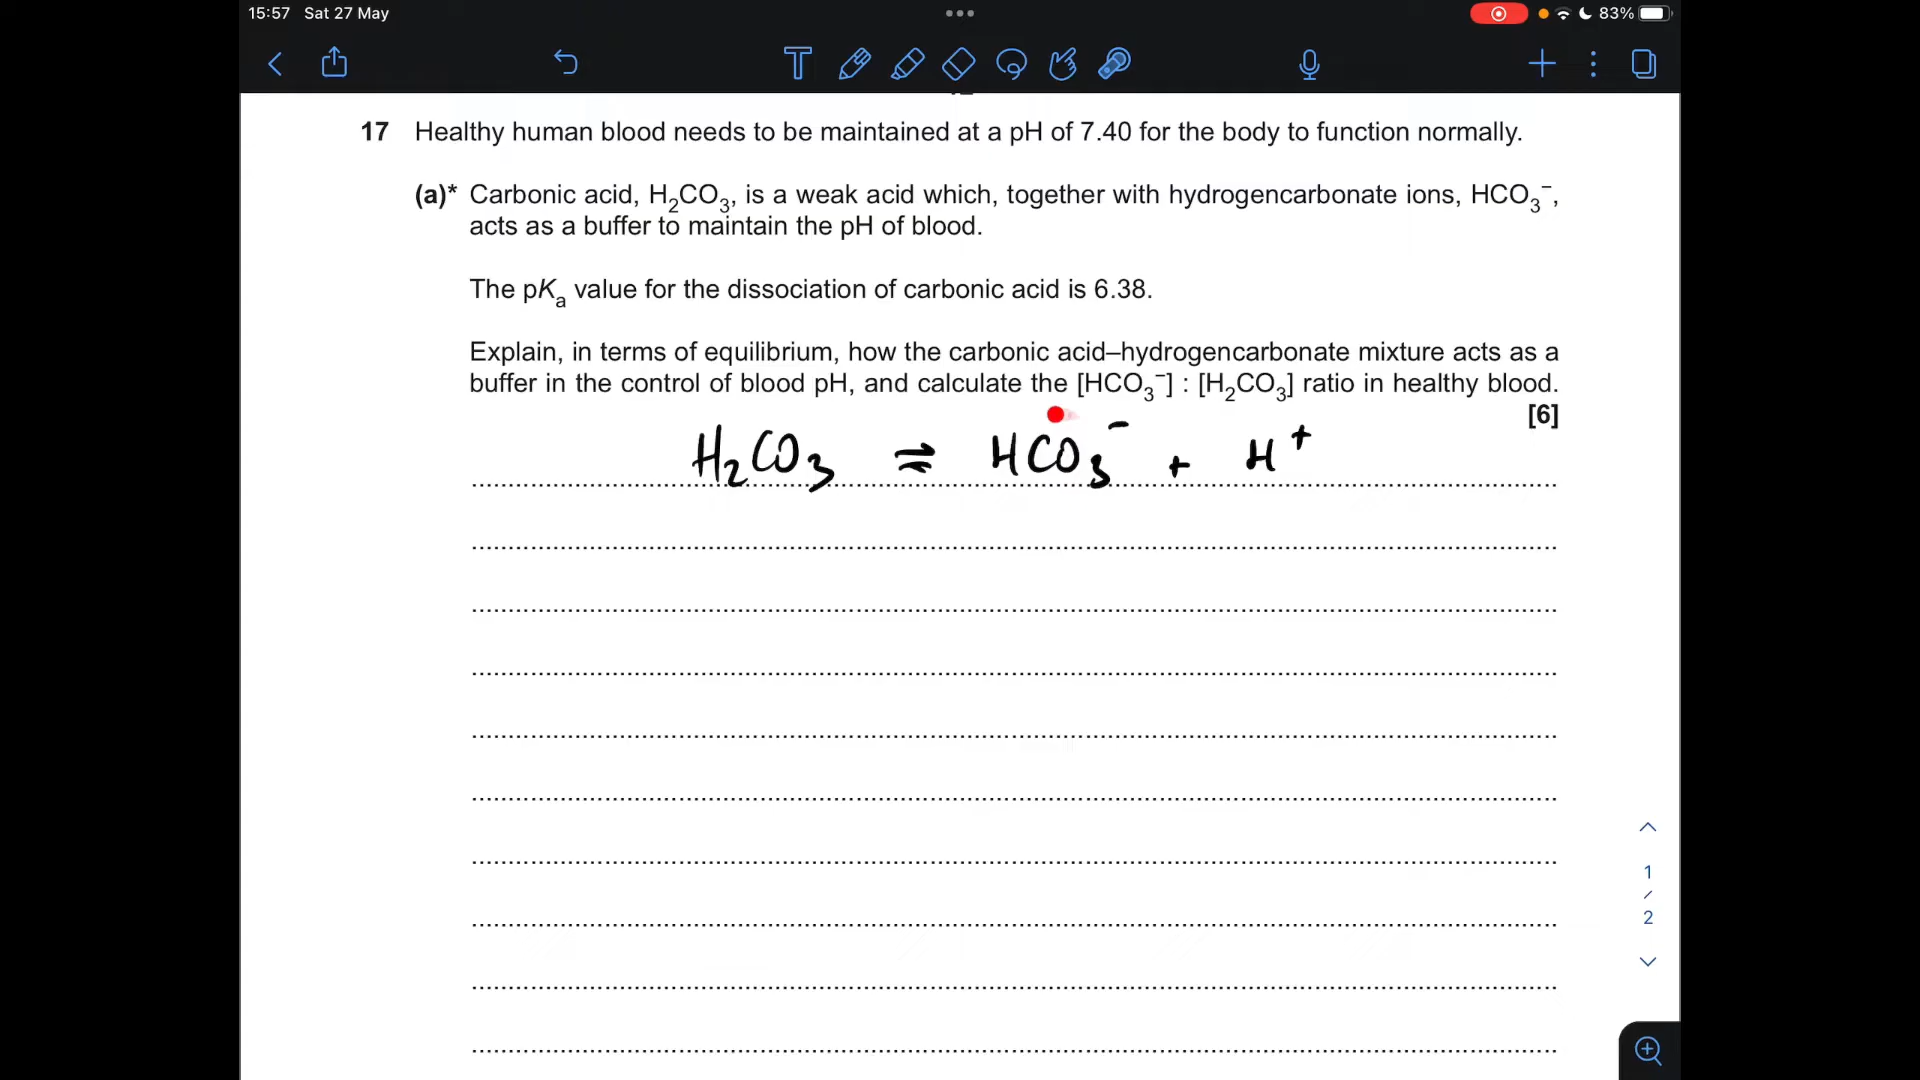 15:57 Sat 27 May 83%
17 Healthy human blood needs to be maintained at a pH of 7.40 for the body to function normally.
(a)* Carbonic acid, H₂CO₃, is a weak acid which, together with hydrogencarbonate ions, HCO₃⁻,
acts as a buffer to maintain the pH of blood.
The pKₐ value for the dissociation of carbonic acid is 6.38.
Explain, in terms of equilibrium, how the carbonic acid–hydrogencarbonate mixture acts as a
buffer in the control of blood pH, and calculate the [HCO₃⁻] : [H₂CO₃] ratio in healthy blood.
[6]
H₂CO₃ ⇌ HCO₃⁻ + H⁺
1
/
2